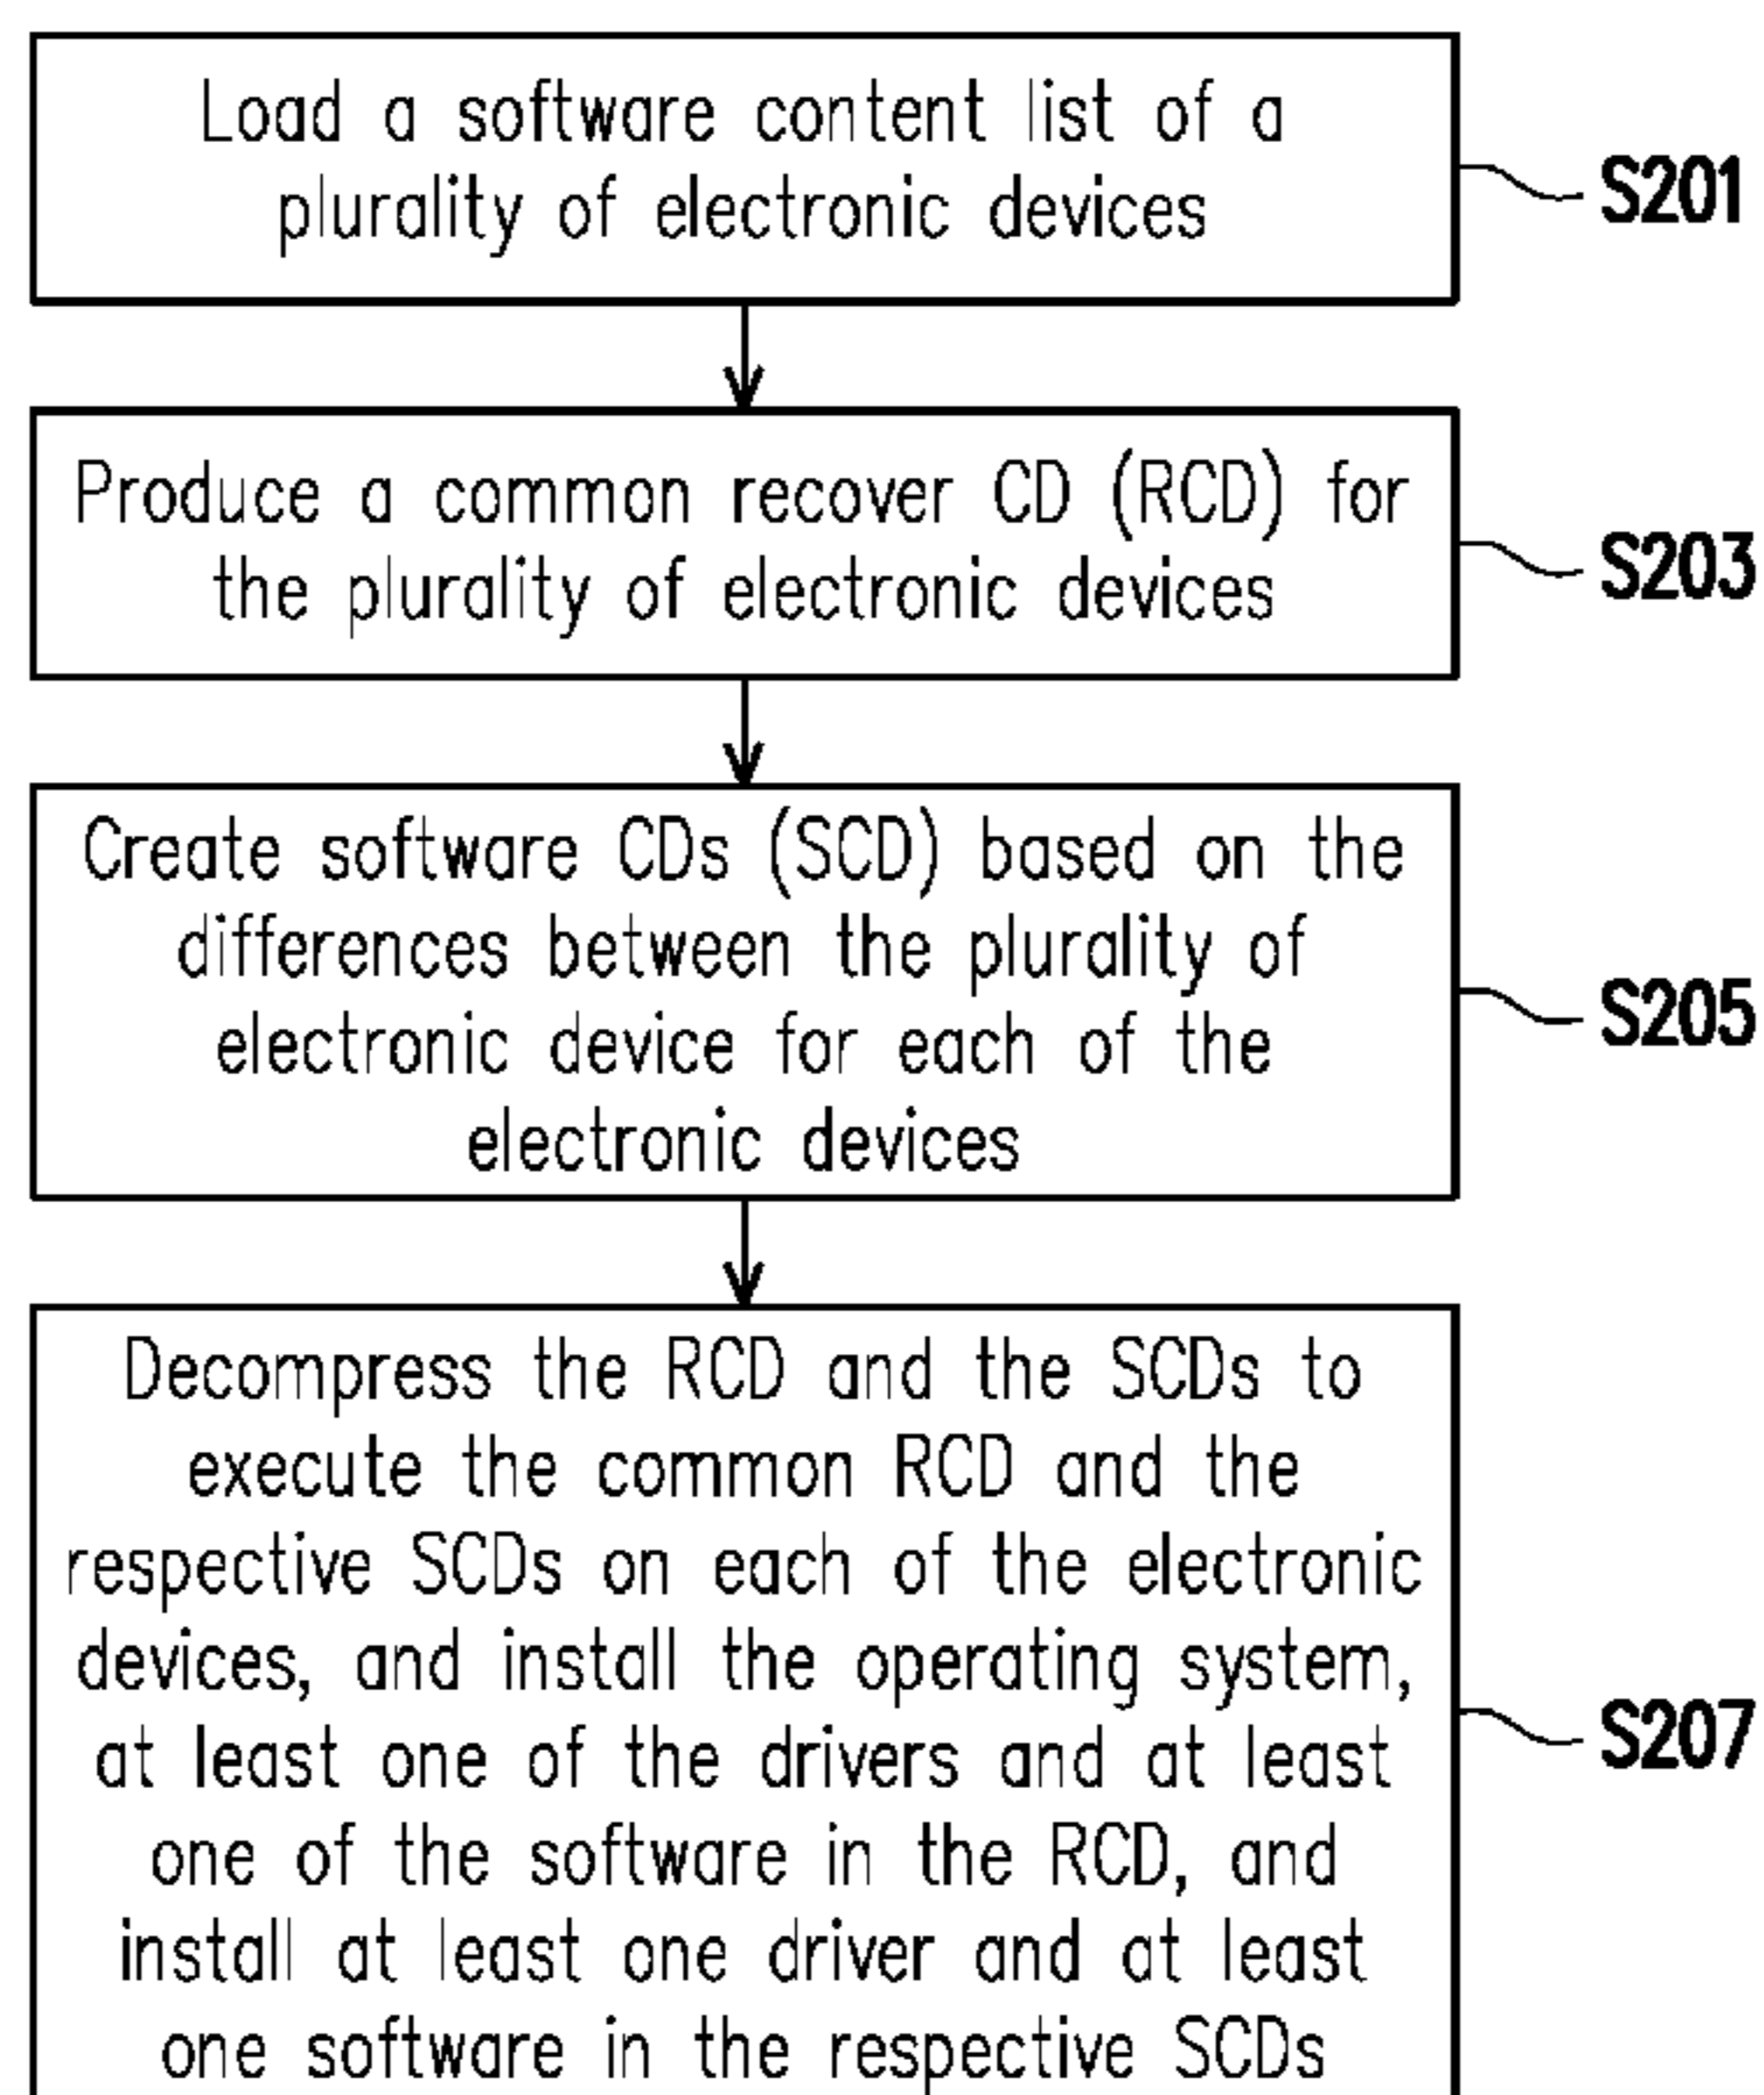 Load a software content list of a
plurality of electronic devices
S201
Produce a common recover CD (RCD) for
the plurality of electronic devices
S203
Create software CDs (SCD) based on the
differences between the plurality of
electronic device for each of the
electronic devices
S205
Decompress the RCD and the SCDs to
execute the common RCD and the
respective SCDs on each of the electronic
devices, and install the operating system,
at least one of the drivers and at least
one of the software in the RCD, and
install at least one driver and at least
one software in the respective SCDs
S207